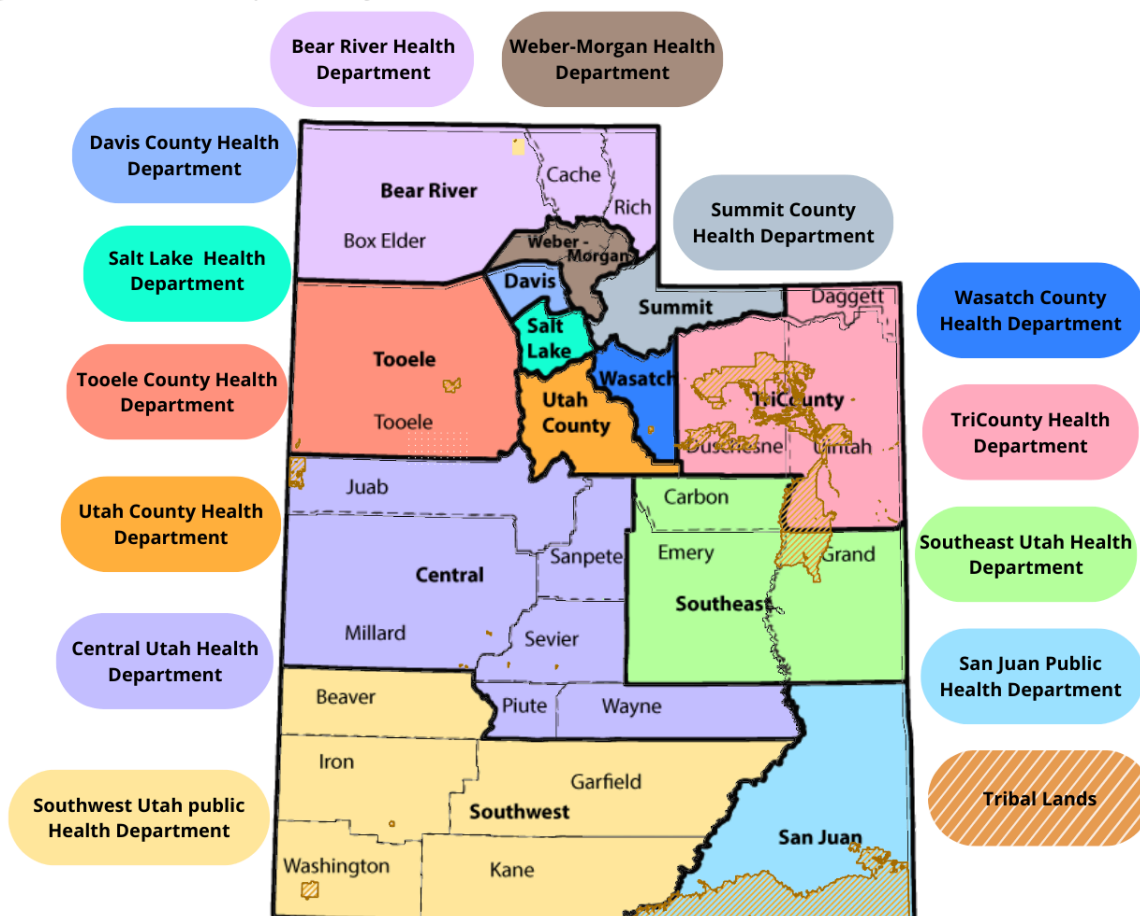 Bear River Health
Department
Weber-Morgan Health
Department
Davis County Health
Department
Summit County
Health Department
Salt Lake Health
Department
Wasatch County
Health Department
Tooele County Health
Department
TriCounty Health
Department
Utah County Health
Department
Southeast Utah Health
Department
Central Utah Health
Department
San Juan Public
Health Department
Southwest Utah public
Health Department
Tribal Lands
Cache
Bear River
Rich
Box Elder
Weber -
Morgan
Davis
Daggett
Summit
Salt
Lake
Tooele
Wasatch
Utah
County
TriCounty
Tooele
Duschesne
Uintah
Juab
Carbon
Sanpete
Emery
Grand
Central
Southeast
Millard
Sevier
Beaver
Piute
Wayne
Iron
Garfield
Southwest
San Juan
Washington
Kane